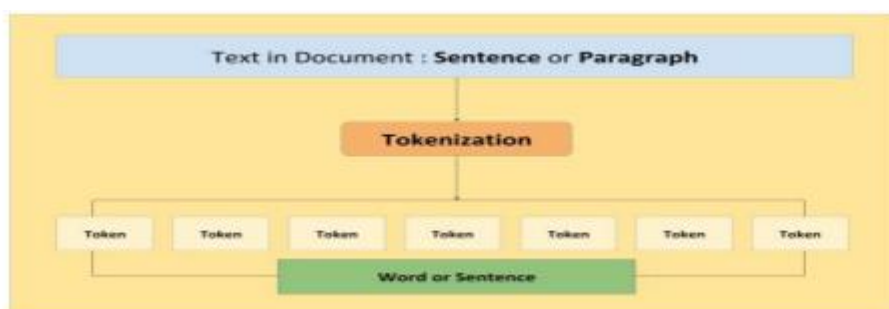 Text in Document : Sentence or Paragraph
Tokenization
Token Token Token Token Token Token Token
Word or Sentence